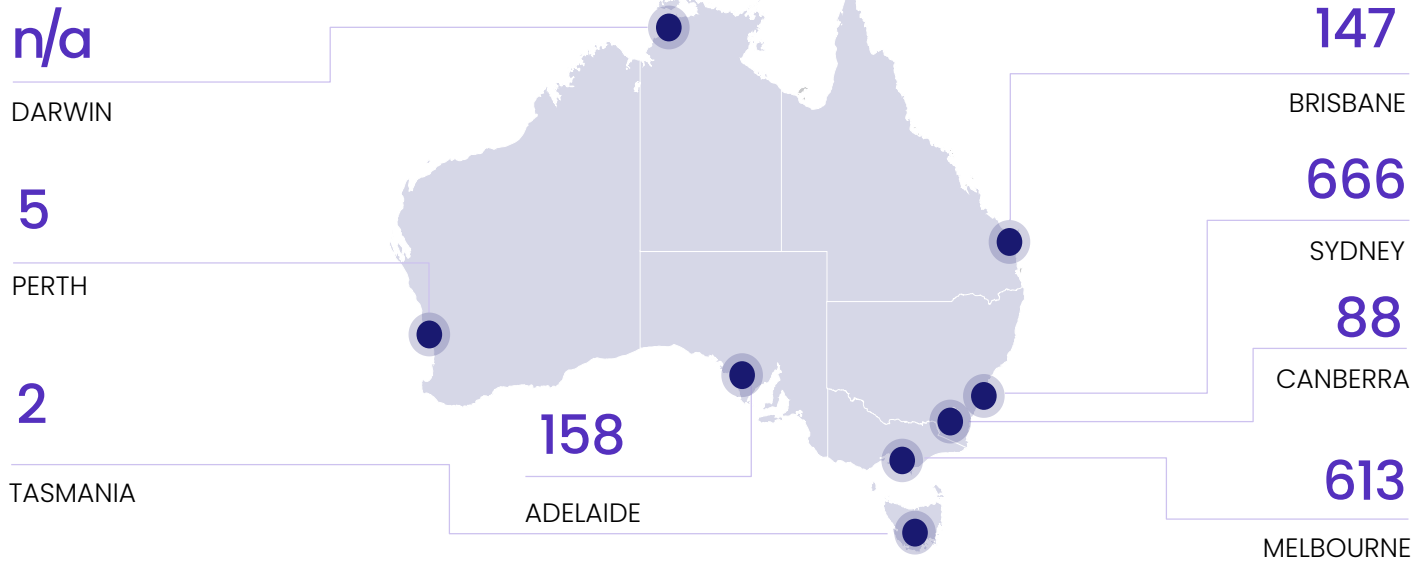 n/a
DARWIN
5
PERTH
2
TASMANIA
158
ADELAIDE
147
BRISBANE
666
SYDNEY
88
CANBERRA
613
MELBOURNE